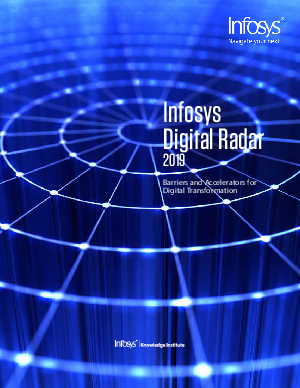 Infosys®
Navigate your next
Infosys
Digital Radar
2019
Barriers and Accelerators for
Digital Transformation
Infosys® | Knowledge Institute